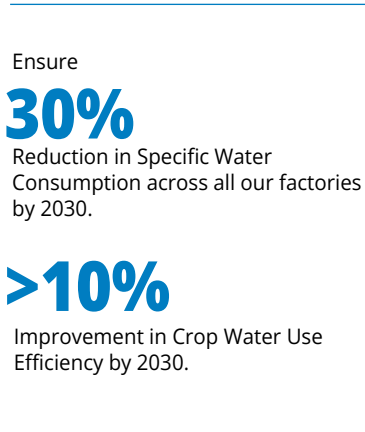 Ensure
30%
Reduction in Specific Water
Consumption across all our factories
by 2030.
>10%
Improvement in Crop Water Use
Efficiency by 2030.